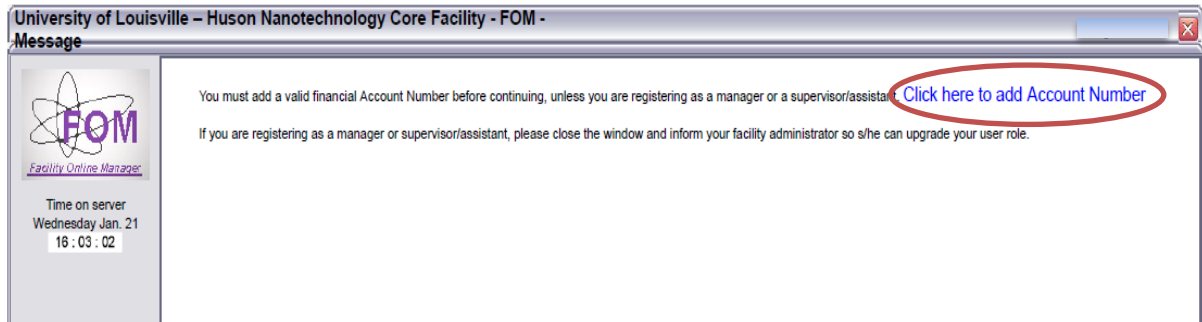 University of Louisville – Huson Nanotechnology Core Facility - FOM -
Message
You must add a valid financial Account Number before continuing, unless you are registering as a manager or a supervisor/assistant. Click here to add Account Number
If you are registering as a manager or supervisor/assistant, please close the window and inform your facility administrator so s/he can upgrade your user role.
FOM
Facility Online Manager
Time on server
Wednesday Jan. 21
16 : 03 : 02